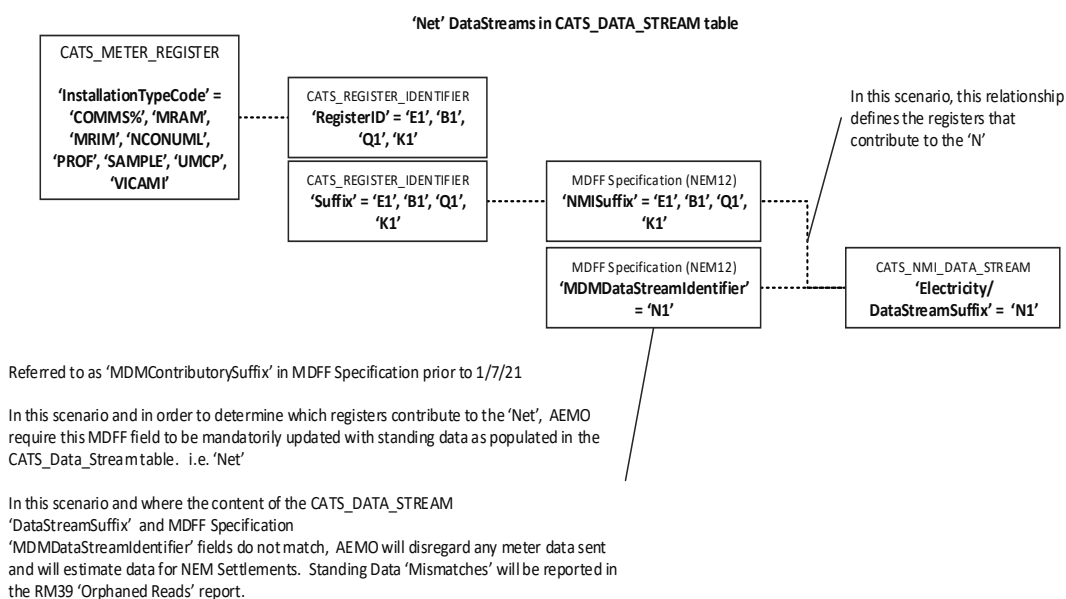 ‘Net’ DataStreams in CATS_DATA_STREAM table
CATS_METER_REGISTER
‘InstallationTypeCode’ =
‘COMMS%’, ‘MRAM’,
‘MRIM’, ‘NCONUML’,
‘PROF’, ‘SAMPLE’, ‘UMCP’,
‘VICAMI’
CATS_REGISTER_IDENTIFIER
‘RegisterID’ = ‘E1’, ‘B1’,
‘Q1’, ‘K1’
CATS_REGISTER_IDENTIFIER
‘Suffix’ = ‘E1’, ‘B1’, ‘Q1’,
‘K1’
MDFF Specification (NEM12)
‘NMISuffix’ = ‘E1’, ‘B1’, ‘Q1’,
‘K1’
MDFF Specification (NEM12)
‘MDMDataStreamIdentifier’
= ‘N1’
In this scenario, this relationship
defines the registers that
contribute to the ‘N’
CATS_NMI_DATA_STREAM
‘Electricity/
DataStreamSuffix’ = ‘N1’
Referred to as ‘MDMContributorySuffix’ in MDFF Specification prior to 1/7/21
In this scenario and in order to determine which registers contribute to the ‘Net’, AEMO
require this MDFF field to be mandatorily updated with standing data as populated in the
CATS_Data_Stream table. i.e. ‘Net’
In this scenario and where the content of the CATS_DATA_STREAM
‘DataStreamSuffix’ and MDFF Specification
‘MDMDataStreamIdentifier’ fields do not match, AEMO will disregard any meter data sent
and will estimate data for NEM Settlements. Standing Data ‘Mismatches’ will be reported in
the RM39 ‘Orphaned Reads’ report.